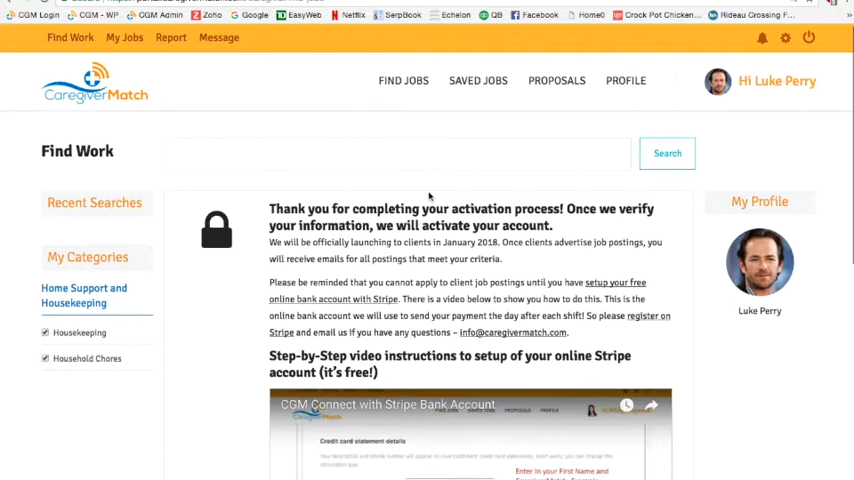 CGM Login CGM - WP CGM Admin Zoho Google EasyWeb Netflix SerpBook Echelon QB Facebook Home0 Crock Pot Chicken... Rideau Crossing F... »
Find Work My Jobs Report Message
CaregiverMatch FIND JOBS SAVED JOBS PROPOSALS PROFILE Hi Luke Perry
Find Work Search
Recent Searches
My Categories
Home Support and
Housekeeping
Housekeeping
Household Chores
Thank you for completing your activation process! Once we verify
your information, we will activate your account.
We will be officially launching to clients in January 2018. Once clients advertise job postings, you
will receive emails for all postings that meet your criteria.
Please be reminded that you cannot apply to client job postings until you have setup your free
online bank account with Stripe. There is a video below to show you how to do this. This is the
online bank account we will use to send your payment the day after each shift! So please register on
Stripe and email us if you have any questions – info@caregivermatch.com.
Step-by-Step video instructions to setup of your online Stripe
account (it's free!)
CGM Connect with Stripe Bank Account
FIND JOBS SAVED JOBS PROPOSALS PROFILE
CaregiverMatch
Credit card statement details
Enter in your First Name and
My Profile
Luke Perry